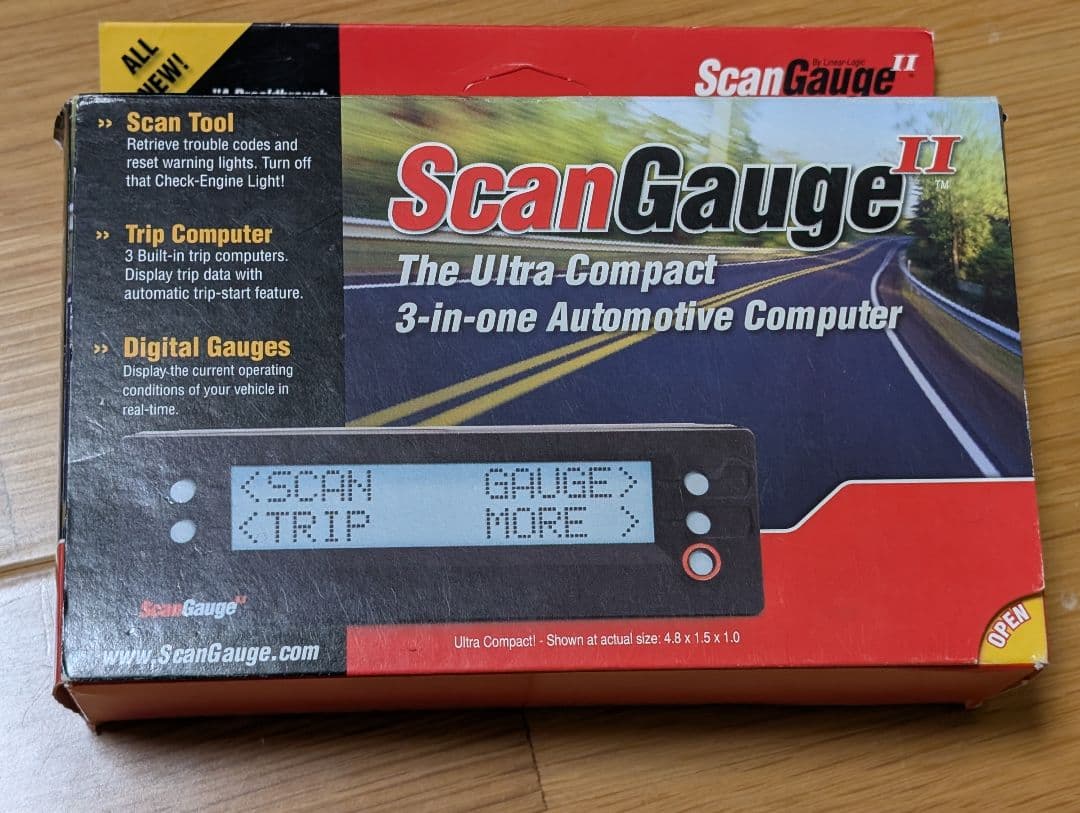 ALL
NEW!
"A Breakthrough
By Linear-Logic
ScanGauge II
>> Scan Tool
Retrieve trouble codes and
reset warning lights. Turn off
that Check-Engine Light!
>> Trip Computer
3 Built-in trip computers.
Display trip data with
automatic trip-start feature.
>> Digital Gauges
Display the current operating
conditions of your vehicle in
real-time.
ScanGauge II™
The Ultra Compact
3-in-one Automotive Computer
<SCAN GAUGE>
<TRIP MORE >
ScanGauge II
www.ScanGauge.com
Ultra Compact! - Shown at actual size: 4.8 x 1.5 x 1.0
OPEN